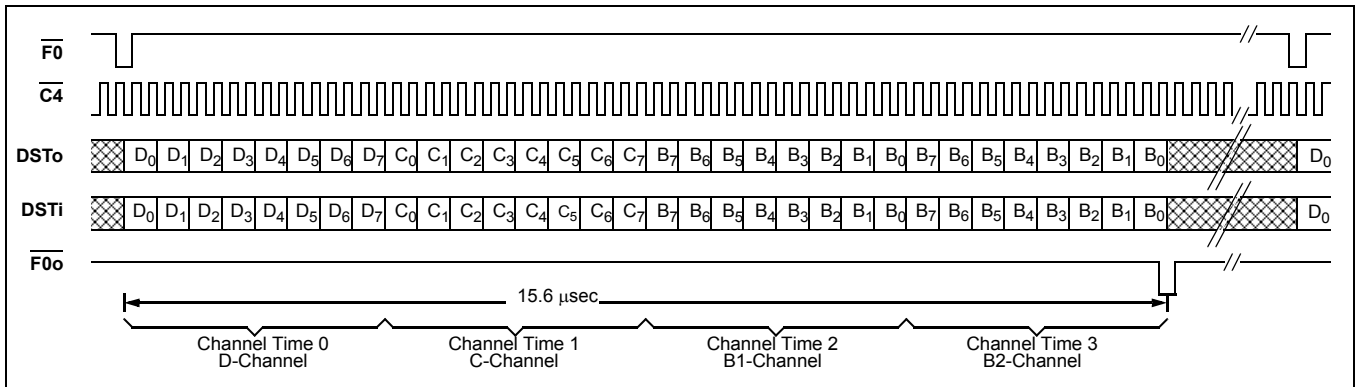 F0
C4
DSTo D0 D1 D2 D3 D4 D5 D6 D7 C0 C1 C2 C3 C4 C5 C6 C7 B7 B6 B5 B4 B3 B2 B1 B0 B7 B6 B5 B4 B3 B2 B1 B0 D0
DSTi D0 D1 D2 D3 D4 D5 D6 D7 C0 C1 C2 C3 C4 C5 C6 C7 B7 B6 B5 B4 B3 B2 B1 B0 B7 B6 B5 B4 B3 B2 B1 B0 D0
F0o
15.6 μsec
Channel Time 0 Channel Time 1 Channel Time 2 Channel Time 3
D-Channel C-Channel B1-Channel B2-Channel